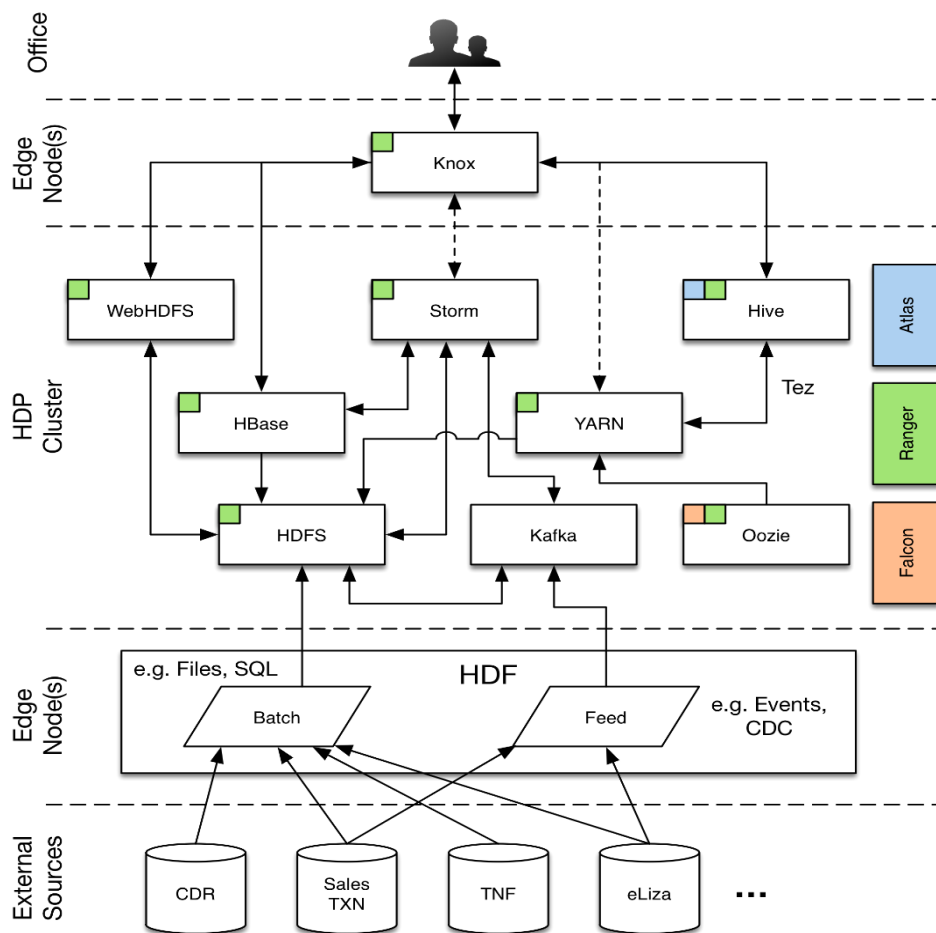 Office
Edge
Node(s)
Knox
HDP
Cluster
WebHDFS
Storm
Hive
Atlas
Tez
HBase
YARN
Ranger
HDFS
Kafka
Oozie
Falcon
Edge
Node(s)
e.g. Files, SQL
HDF
Batch
Feed
e.g. Events,
CDC
External
Sources
CDR
Sales
TXN
TNF
eLiza
...